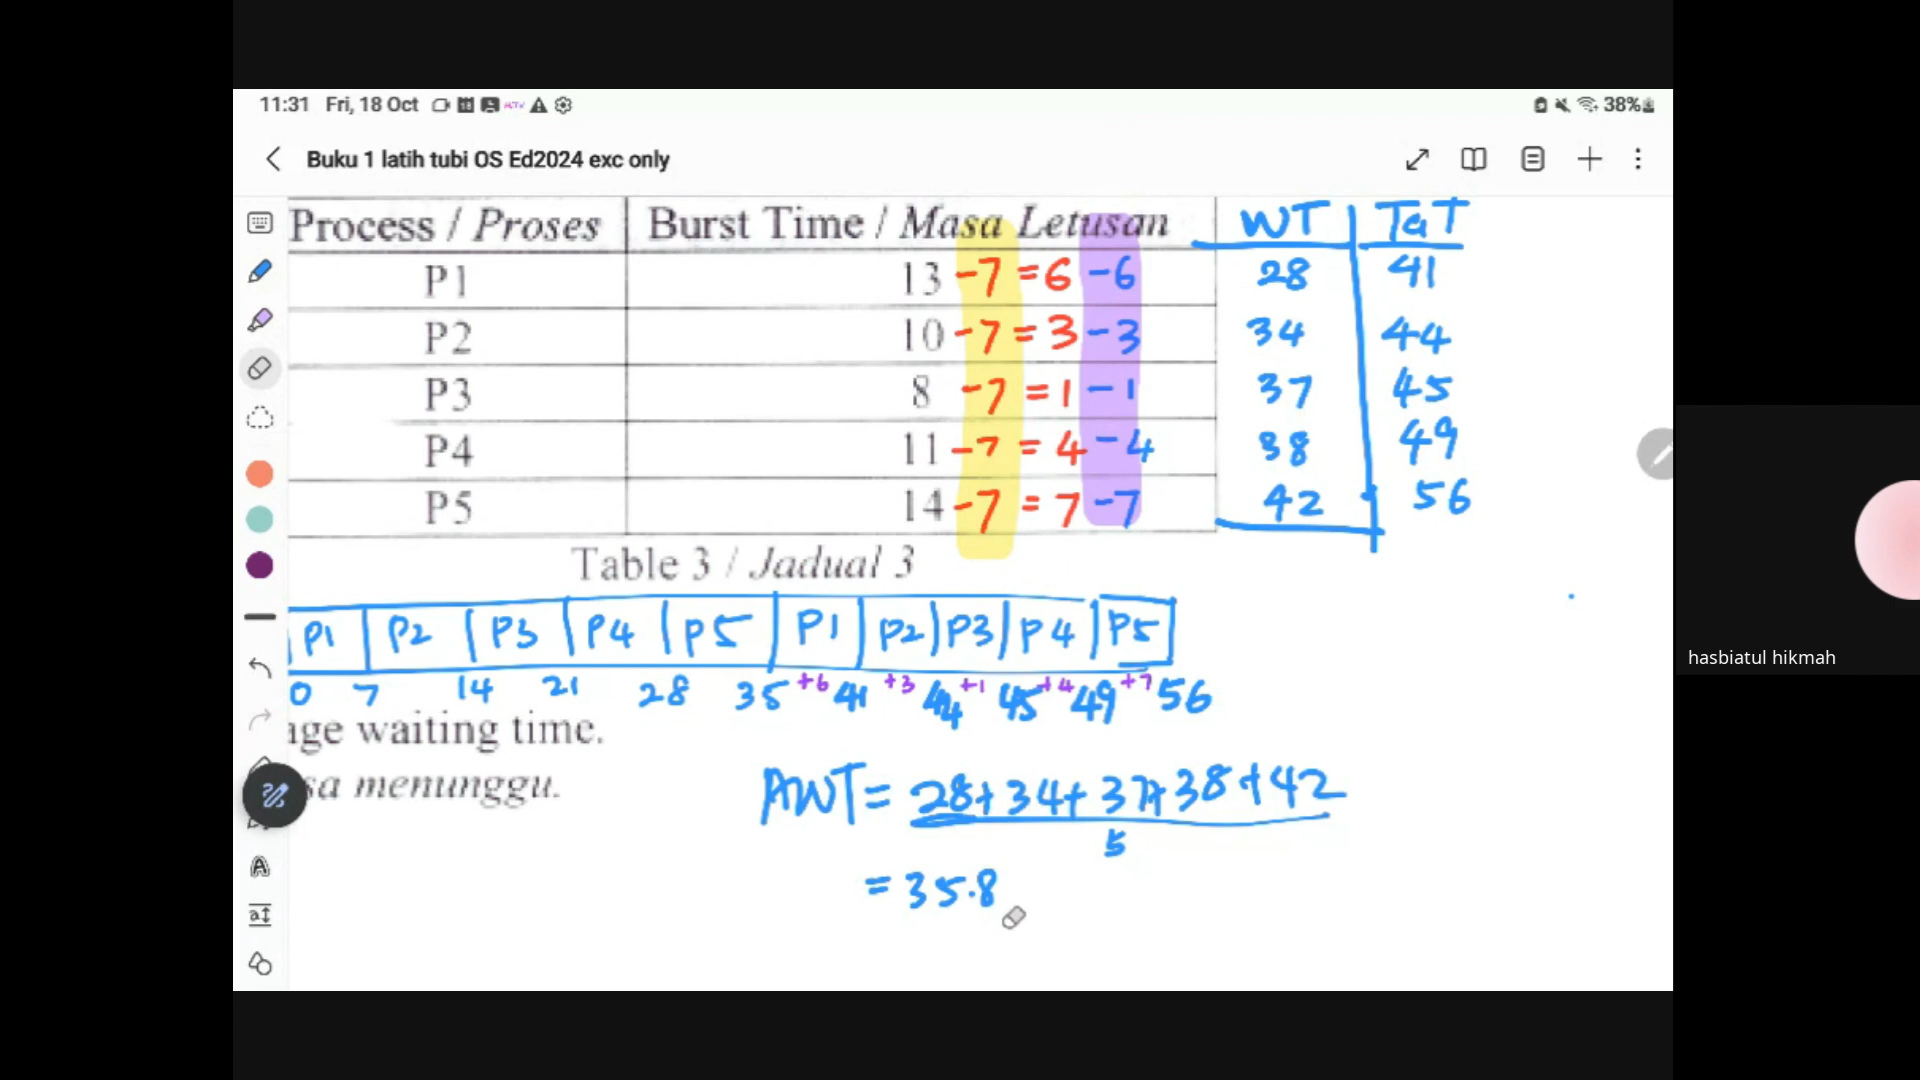 11:31 Fri, 18 Oct
38%
Buku 1 latih tubi OS Ed2024 exc only
Process / Proses Burst Time / Masa Letusan WT TaT
P1 13 -7 = 6 -6 28 41
P2 10 -7 = 3 -3 34 44
P3 8 -7 = 1 -1 37 45
P4 11 -7 = 4 -4 38 49
P5 14 -7 = 7 -7 42 56
Table 3 / Jadual 3
P1 P2 P3 P4 P5 P1 P2 P3 P4 P5
0 7 14 21 28 35 +6 41 +3 44 +1 45 +4 49 +7 56
age waiting time.
sa menunggu.
AWT = 28+34+37+38+42
5
= 35.8
hasbiatul hikmah